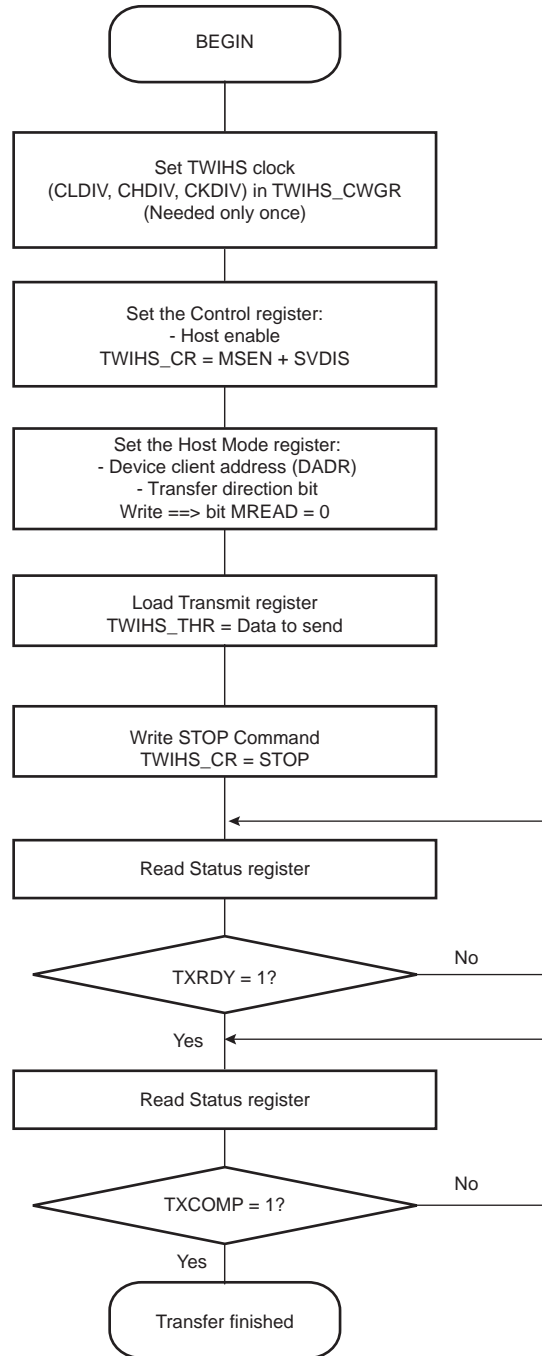 BEGIN
Set TWIHS clock
(CLDIV, CHDIV, CKDIV) in TWIHS_CWGR
(Needed only once)
Set the Control register:
- Host enable
TWIHS_CR = MSEN + SVDIS
Set the Host Mode register:
- Device client address (DADR)
- Transfer direction bit
Write ==> bit MREAD = 0
Load Transmit register
TWIHS_THR = Data to send
Write STOP Command
TWIHS_CR = STOP
Read Status register
TXRDY = 1?
No
Yes
Read Status register
TXCOMP = 1?
No
Yes
Transfer finished